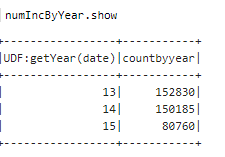 numIncByYear.show
+---------------+-----------+
|UDF:getYear(date)|countbyyear|
+---------------+-----------+
|               13|     152830|
|               14|     150185|
|               15|      80760|
+---------------+-----------+